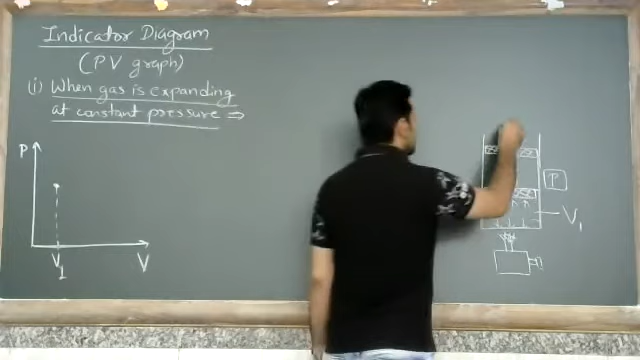 Indicator Diagram
(PV graph)
(i) When gas is expanding
at constant pressure ⇒
P
V₁
V
P
V₁